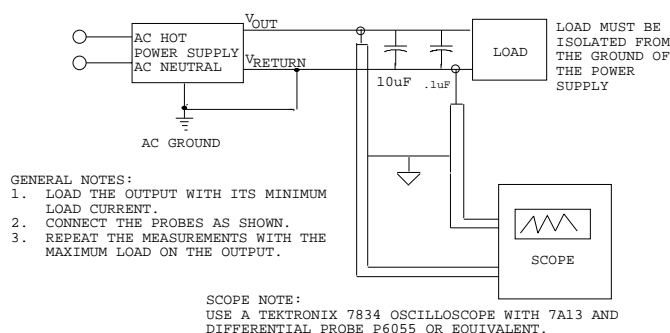 V OUT
AC HOT
POWER SUPPLY
AC NEUTRAL
V RETURN
AC GROUND
10uF
.1uF
LOAD
LOAD MUST BE
ISOLATED FROM
THE GROUND OF
THE POWER
SUPPLY
GENERAL NOTES:
1. LOAD THE OUTPUT WITH ITS MINIMUM
LOAD CURRENT.
2. CONNECT THE PROBES AS SHOWN.
3. REPEAT THE MEASUREMENTS WITH THE
MAXIMUM LOAD ON THE OUTPUT.
SCOPE
SCOPE NOTE:
USE A TEKTRONIX 7834 OSCILLOSCOPE WITH 7A13 AND
DIFFERENTIAL PROBE P6055 OR EQUIVALENT.